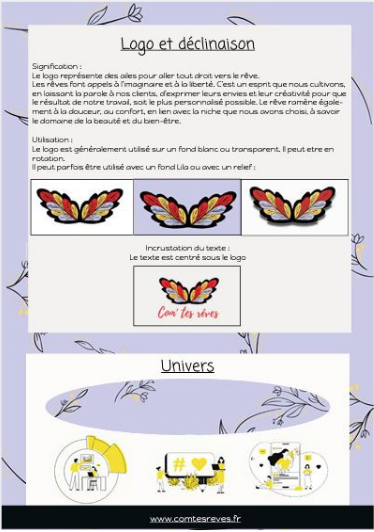 Logo et déclinaison
Signification :
Le logo représente des ailes pour aller tout droit vers le rêve.
Les rêves font appels à l'imaginaire et à la liberté. C'est un esprit que nous cultivons,
en laissant la parole à nos clients, d'exprimer leurs envies et leur créativité pour que
le résultat de notre travail, soit le plus personnalisé possible. Le rêve ramène égale-
ment à la douceur, au confort, en lien avec la niche que nous avons choisi, à savoir
le domaine de la beauté et du bien-être.
Utilisation :
Le logo est généralement utilisé sur un fond blanc ou transparent. Il peut etre en
rotation.
Il peut parfois être utilisé avec un fond Lila ou avec un relief :
Incrustation du texte :
Le texte est centré sous le logo
Com' tes rêves
Univers
#
www.comtesreves.fr